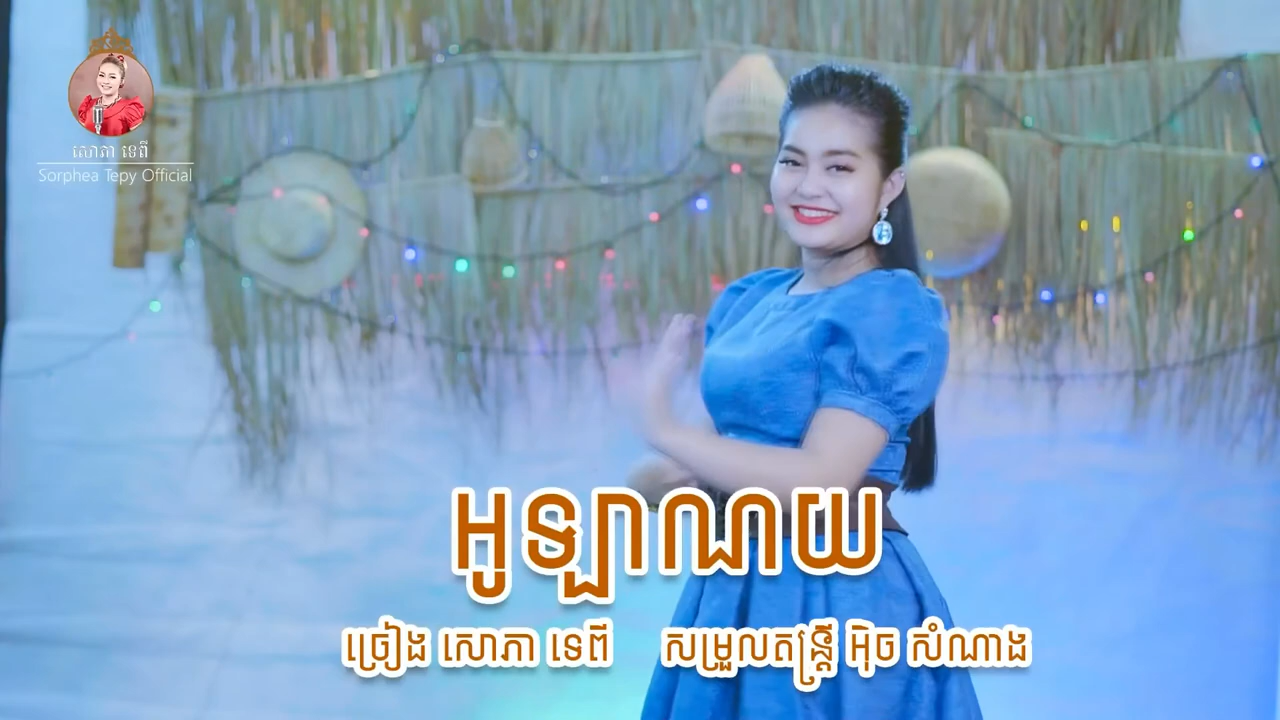 សោភា ទេពី
Sorphea Tepy Official
អូឡាណយ
ច្រៀង សោភា ទេពី សម្រួលតន្ត្រី អ៊ិច សំណាង